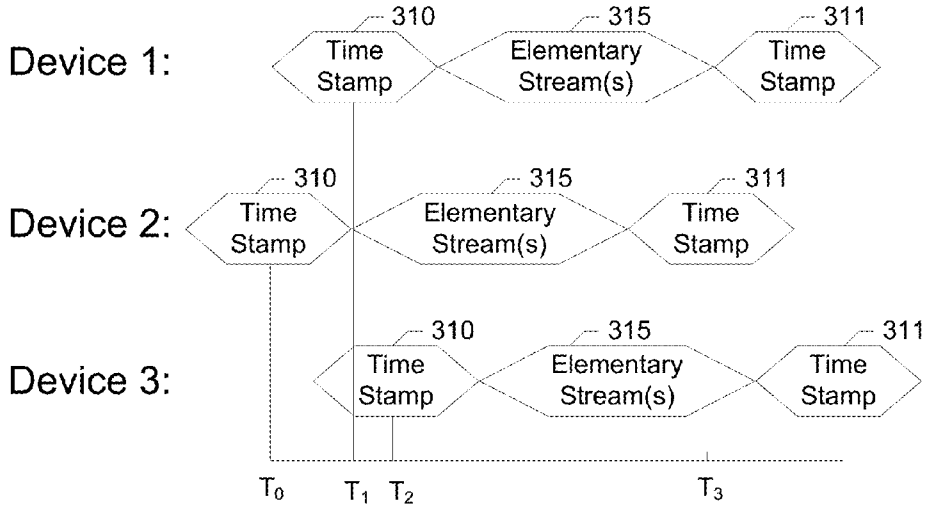 310 315 311
Device 1: Time Stamp Elementary Stream(s) Time Stamp
310 315 311
Device 2: Time Stamp Elementary Stream(s) Time Stamp
310 315 311
Device 3: Time Stamp Elementary Stream(s) Time Stamp
T0 T1 T2 T3